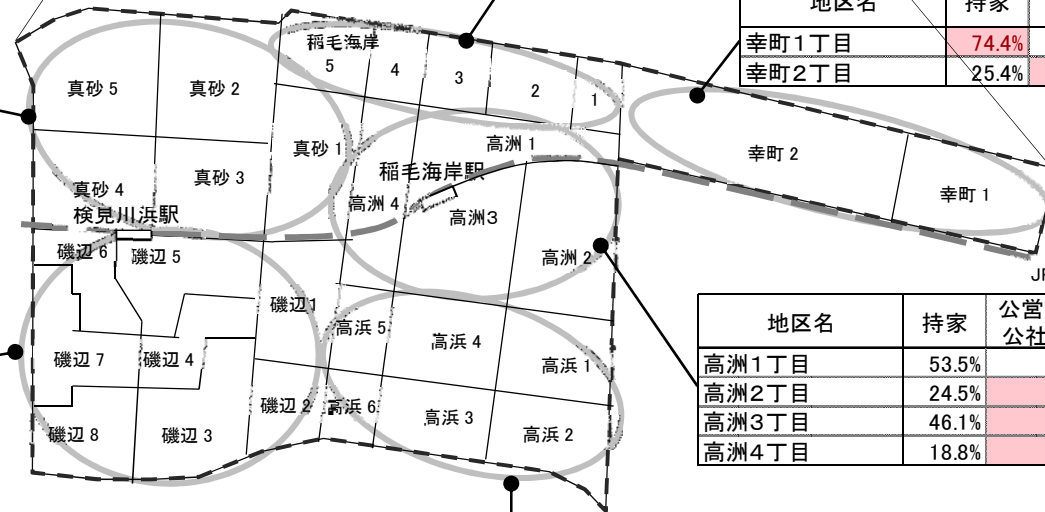 地区名 持家
幸町1丁目 74.4%
幸町2丁目 25.4%
稲毛海岸
5 4 3 2 1
真砂5 真砂2
真砂1 高洲1
幸町2
真砂4 真砂3
稲毛海岸駅
幸町1
検見川浜駅
高洲4 高洲3
磯辺6 磯辺5
高洲2
磯辺1
高浜5 高浜4
磯辺7 磯辺4
高浜1
磯辺2 高浜6 高浜3
磯辺8 磯辺3
高浜2
地区名 持家 公営
公社
高洲1丁目 53.5%
高洲2丁目 24.5%
高洲3丁目 46.1%
高洲4丁目 18.8%